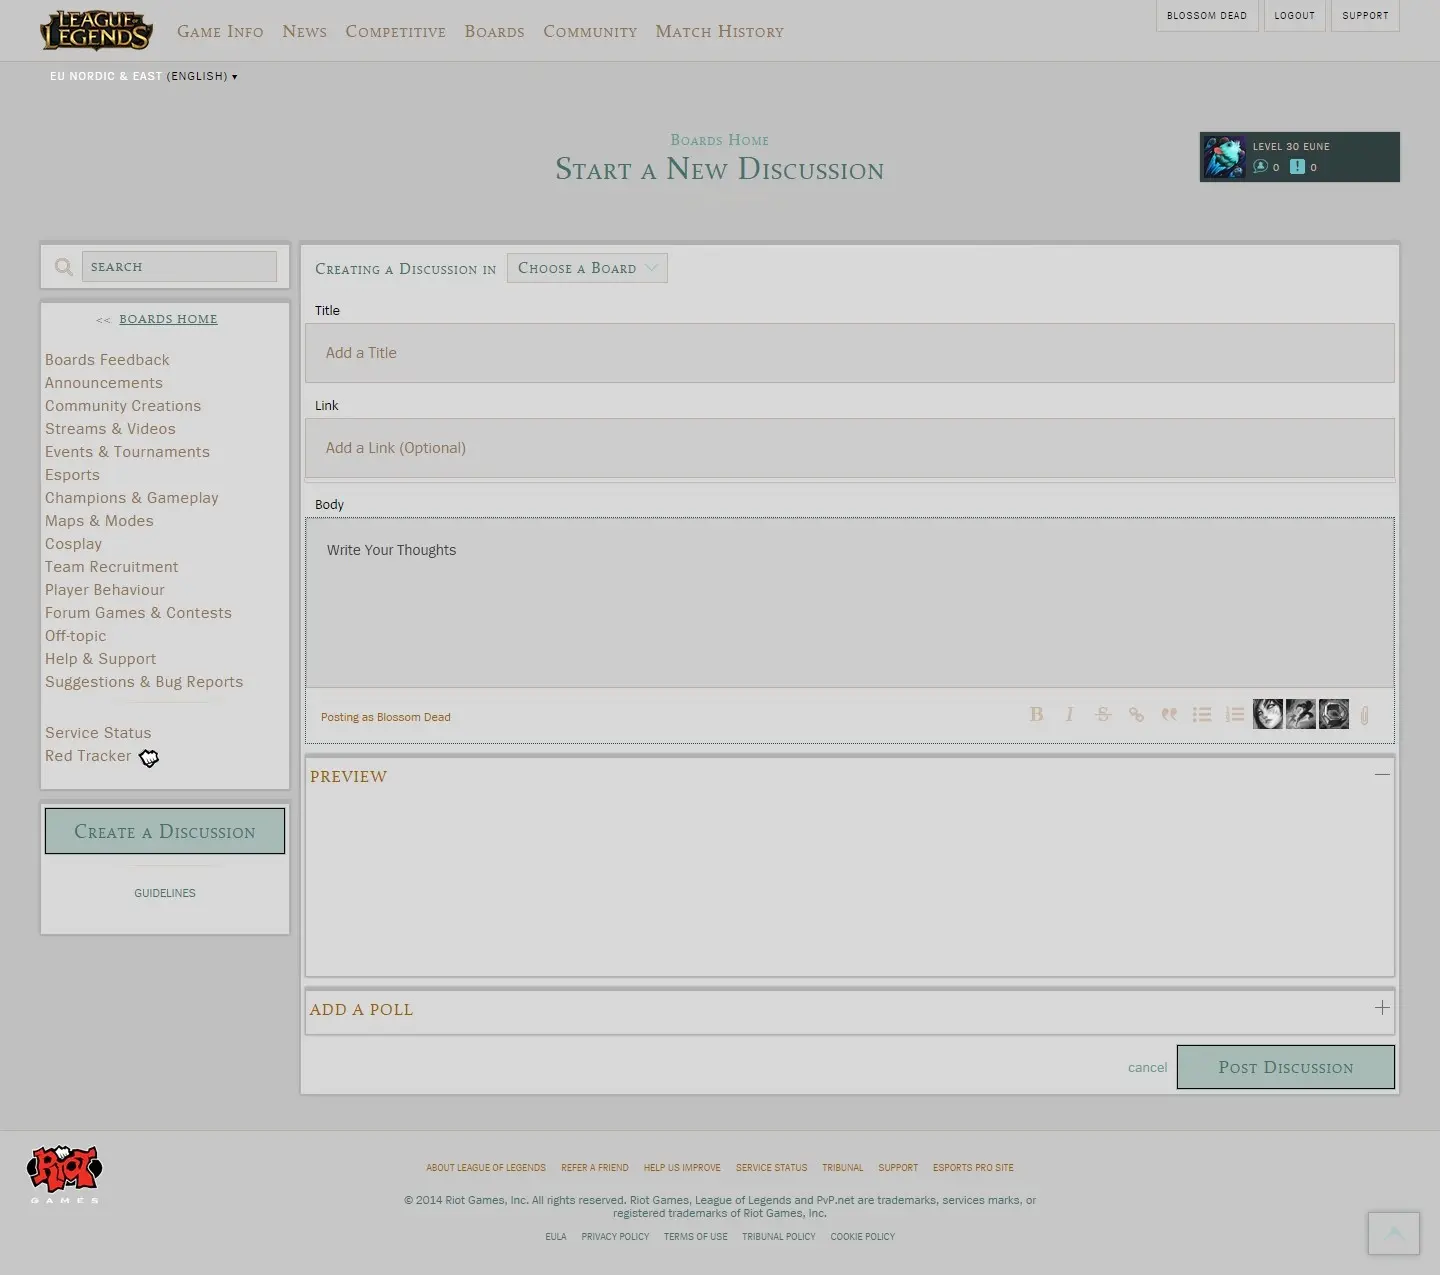 LEAGUE of LEGENDS
Game Info News Competitive Boards Community Match History
BLOSSOM DEAD LOGOUT SUPPORT
EU NORDIC & EAST (ENGLISH) ▾
Boards Home
Start a New Discussion
LEVEL 30 EUNE
0 0
SEARCH
Creating a Discussion in Choose a Board
<< BOARDS HOME
Boards Feedback
Announcements
Community Creations
Streams & Videos
Events & Tournaments
Esports
Champions & Gameplay
Maps & Modes
Cosplay
Team Recruitment
Player Behaviour
Forum Games & Contests
Off-topic
Help & Support
Suggestions & Bug Reports
Service Status
Red Tracker
Create a Discussion
GUIDELINES
Title
Add a Title
Link
Add a Link (Optional)
Body
Write Your Thoughts
Posting as Blossom Dead
B I S
PREVIEW
ADD A POLL
cancel Post Discussion
RIOT
GAMES
ABOUT LEAGUE OF LEGENDS REFER A FRIEND HELP US IMPROVE SERVICE STATUS TRIBUNAL SUPPORT ESPORTS PRO SITE
© 2014 Riot Games, Inc. All rights reserved. Riot Games, League of Legends and PvP.net are trademarks, services marks, or
registered trademarks of Riot Games, Inc.
EULA PRIVACY POLICY TERMS OF USE TRIBUNAL POLICY COOKIE POLICY